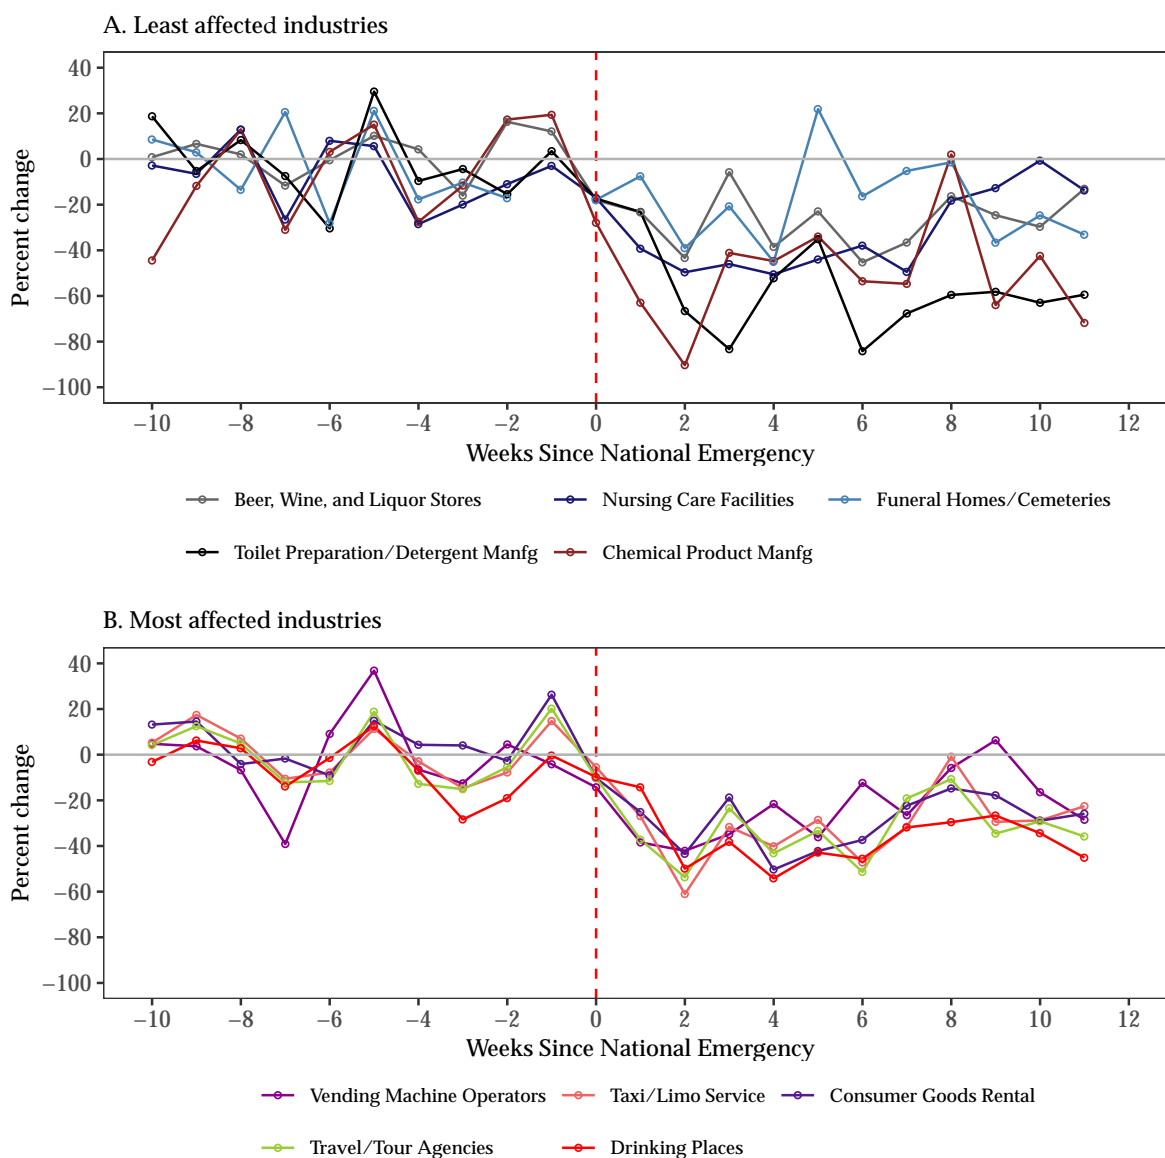 A. Least affected industries
40
20
0
−20
−40
−60
−80
−100
Percent change
−10 −8 −6 −4 −2 0 2 4 6 8 10 12
Weeks Since National Emergency
Beer, Wine, and Liquor Stores Nursing Care Facilities Funeral Homes/Cemeteries
Toilet Preparation/Detergent Manfg Chemical Product Manfg
B. Most affected industries
40
20
0
−20
−40
−60
−80
−100
Percent change
−10 −8 −6 −4 −2 0 2 4 6 8 10 12
Weeks Since National Emergency
Vending Machine Operators Taxi/Limo Service Consumer Goods Rental
Travel/Tour Agencies Drinking Places